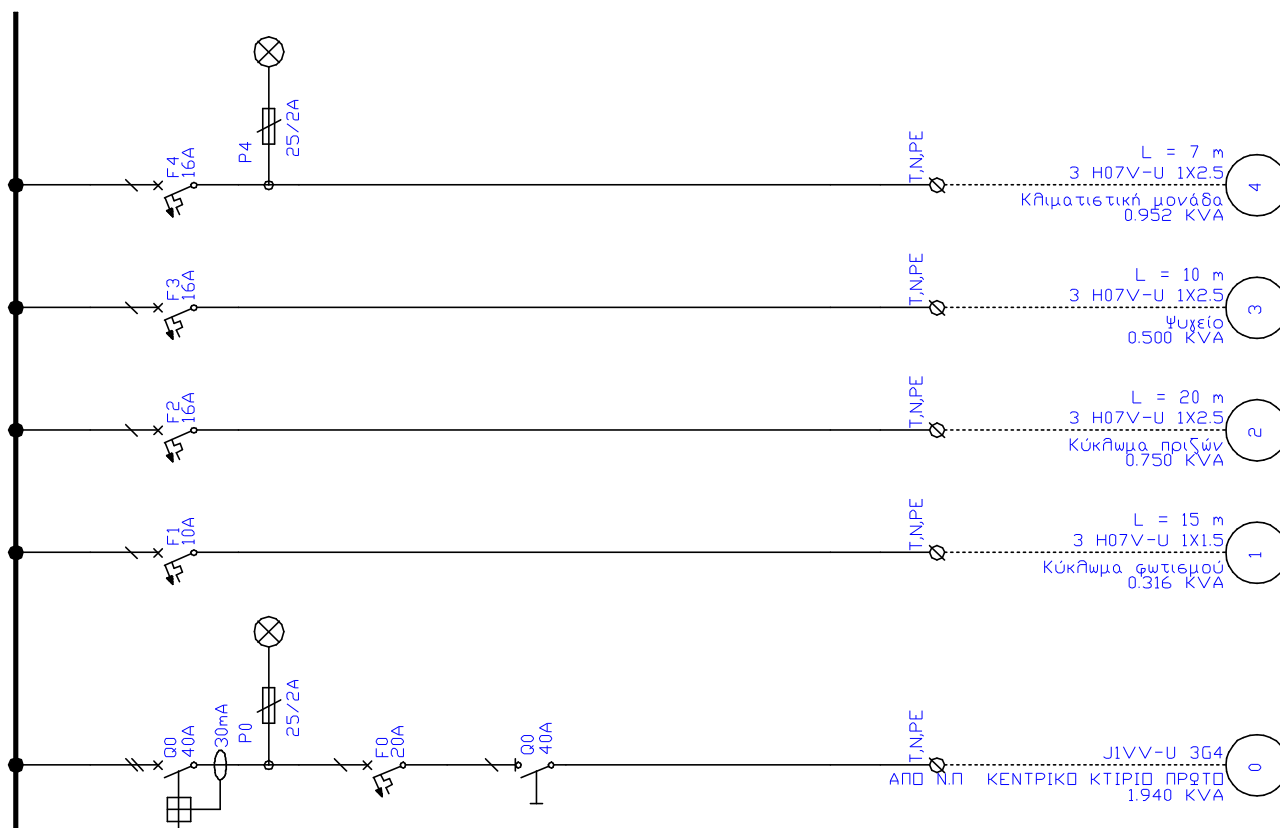 P4
25/2A
F4
16A
T,N,PE
L = 7 m
3 H07V-U 1X2.5
Κλιματιστική μονάδα
0.952 KVA
4
F3
16A
T,N,PE
L = 10 m
3 H07V-U 1X2.5
Ψυγείο
0.500 KVA
3
F2
16A
T,N,PE
L = 20 m
3 H07V-U 1X2.5
Κύκλωμα πριζών
0.750 KVA
2
F1
10A
T,N,PE
L = 15 m
3 H07V-U 1X1.5
Κύκλωμα φωτισμού
0.316 KVA
1
Q0
40A
30mA
P0
25/2A
F0
20A
Q0
40A
T,N,PE
J1VV-U 3G4
ΑΠΟ Ν.Π ΚΕΝΤΡΙΚΟ ΚΤΙΡΙΟ ΠΡΩΤΟ
1.940 KVA
0